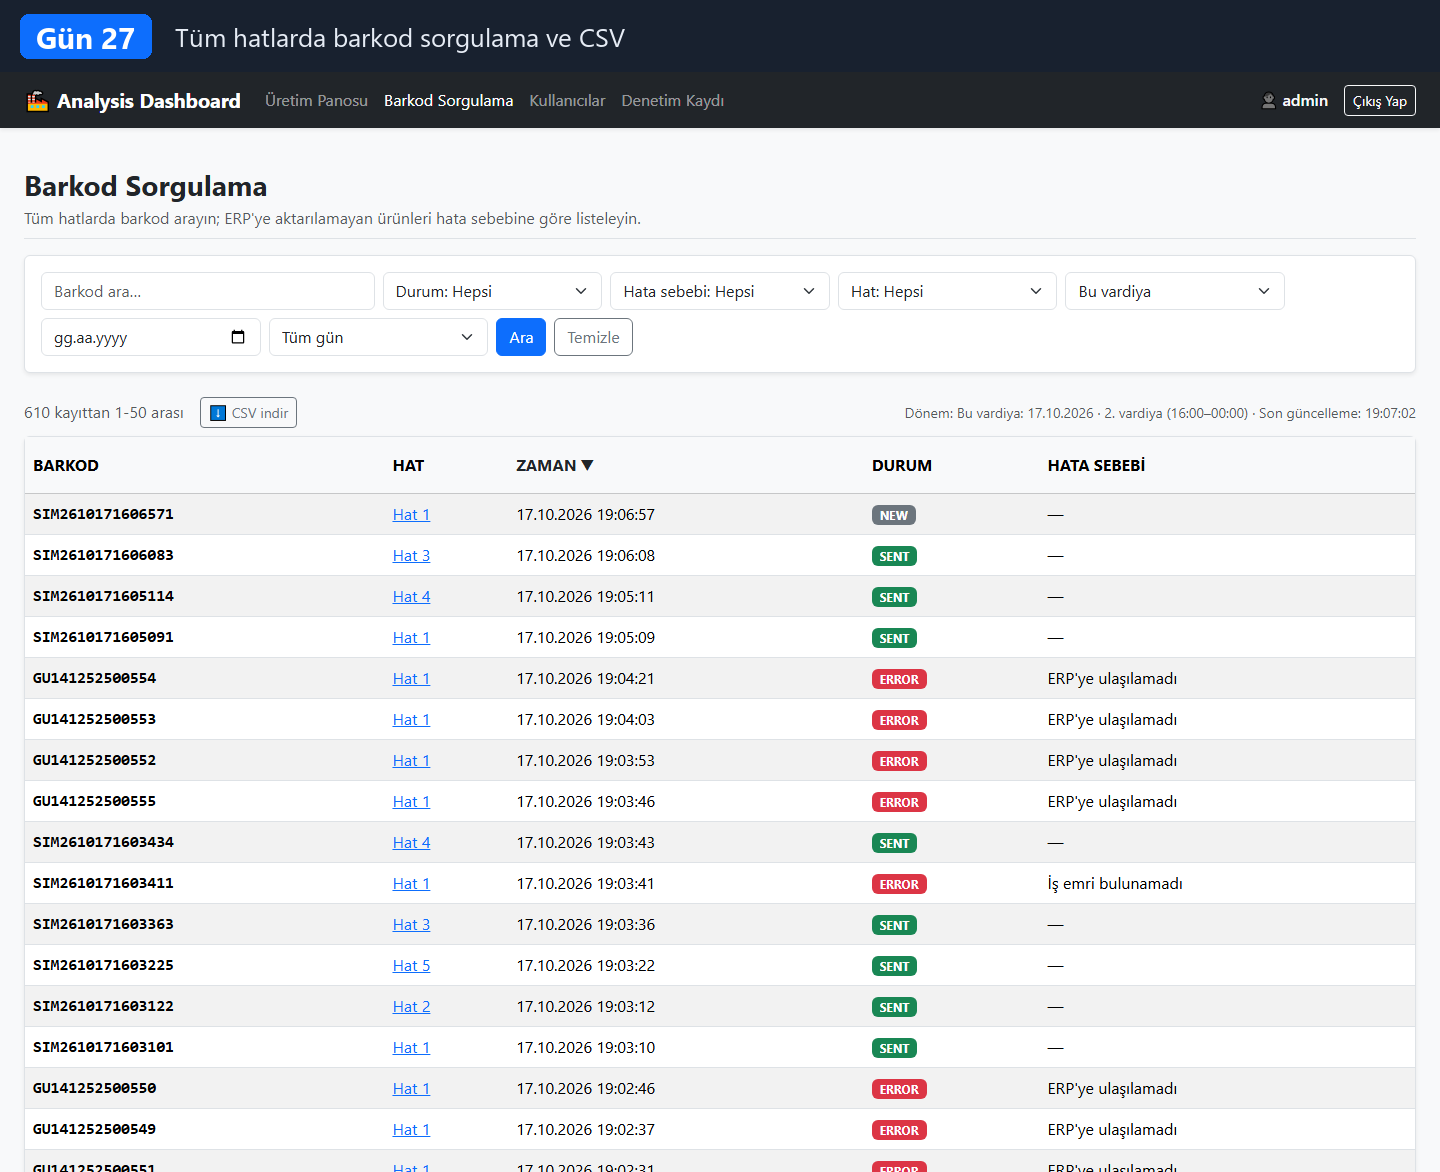 Gün 27 Tüm hatlarda barkod sorgulama ve CSV
Analysis Dashboard Üretim Panosu Barkod Sorgulama Kullanıcılar Denetim Kaydı admin Çıkış Yap
Barkod Sorgulama
Tüm hatlarda barkod arayın; ERP'ye aktarılamayan ürünleri hata sebebine göre listeleyin.
Barkod ara... Durum: Hepsi Hata sebebi: Hepsi Hat: Hepsi Bu vardiya
gg.aa.yyyy Tüm gün Ara Temizle
610 kayıttan 1-50 arası CSV indir Dönem: Bu vardiya: 17.10.2026 · 2. vardiya (16:00–00:00) · Son güncelleme: 19:07:02
BARKOD HAT ZAMAN ▼ DURUM HATA SEBEBİ
SIM2610171606571 Hat 1 17.10.2026 19:06:57 NEW —
SIM2610171606083 Hat 3 17.10.2026 19:06:08 SENT —
SIM2610171605114 Hat 4 17.10.2026 19:05:11 SENT —
SIM2610171605091 Hat 1 17.10.2026 19:05:09 SENT —
GU141252500554 Hat 1 17.10.2026 19:04:21 ERROR ERP'ye ulaşılamadı
GU141252500553 Hat 1 17.10.2026 19:04:03 ERROR ERP'ye ulaşılamadı
GU141252500552 Hat 1 17.10.2026 19:03:53 ERROR ERP'ye ulaşılamadı
GU141252500555 Hat 1 17.10.2026 19:03:46 ERROR ERP'ye ulaşılamadı
SIM2610171603434 Hat 4 17.10.2026 19:03:43 SENT —
SIM2610171603411 Hat 1 17.10.2026 19:03:41 ERROR İş emri bulunamadı
SIM2610171603363 Hat 3 17.10.2026 19:03:36 SENT —
SIM2610171603225 Hat 5 17.10.2026 19:03:22 SENT —
SIM2610171603122 Hat 2 17.10.2026 19:03:12 SENT —
SIM2610171603101 Hat 1 17.10.2026 19:03:10 SENT —
GU141252500550 Hat 1 17.10.2026 19:02:46 ERROR ERP'ye ulaşılamadı
GU141252500549 Hat 1 17.10.2026 19:02:37 ERROR ERP'ye ulaşılamadı
GU141252500551 Hat 1 17.10.2026 19:02:31 ERROR ERP'ye ulaşılamadı